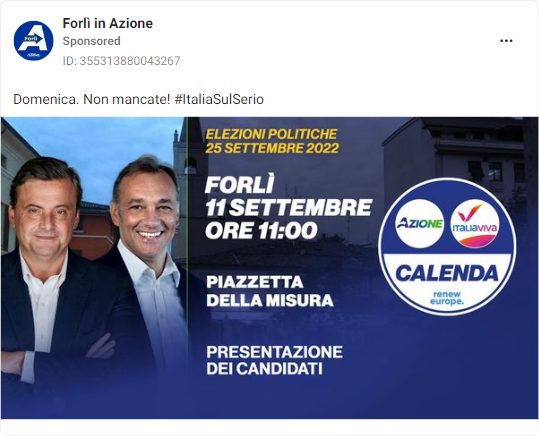 Forlì in Azione
Sponsored
ID: 355313880043267
Domenica. Non mancate! #ItaliaSulSerio
ELEZIONI POLITICHE
25 SETTEMBRE 2022
FORLÌ
11 SETTEMBRE
ORE 11:00
PIAZZETTA
DELLA MISURA
PRESENTAZIONE
DEI CANDIDATI
AZIONE
ITALIAVIVA
CALENDA
renew
europe.